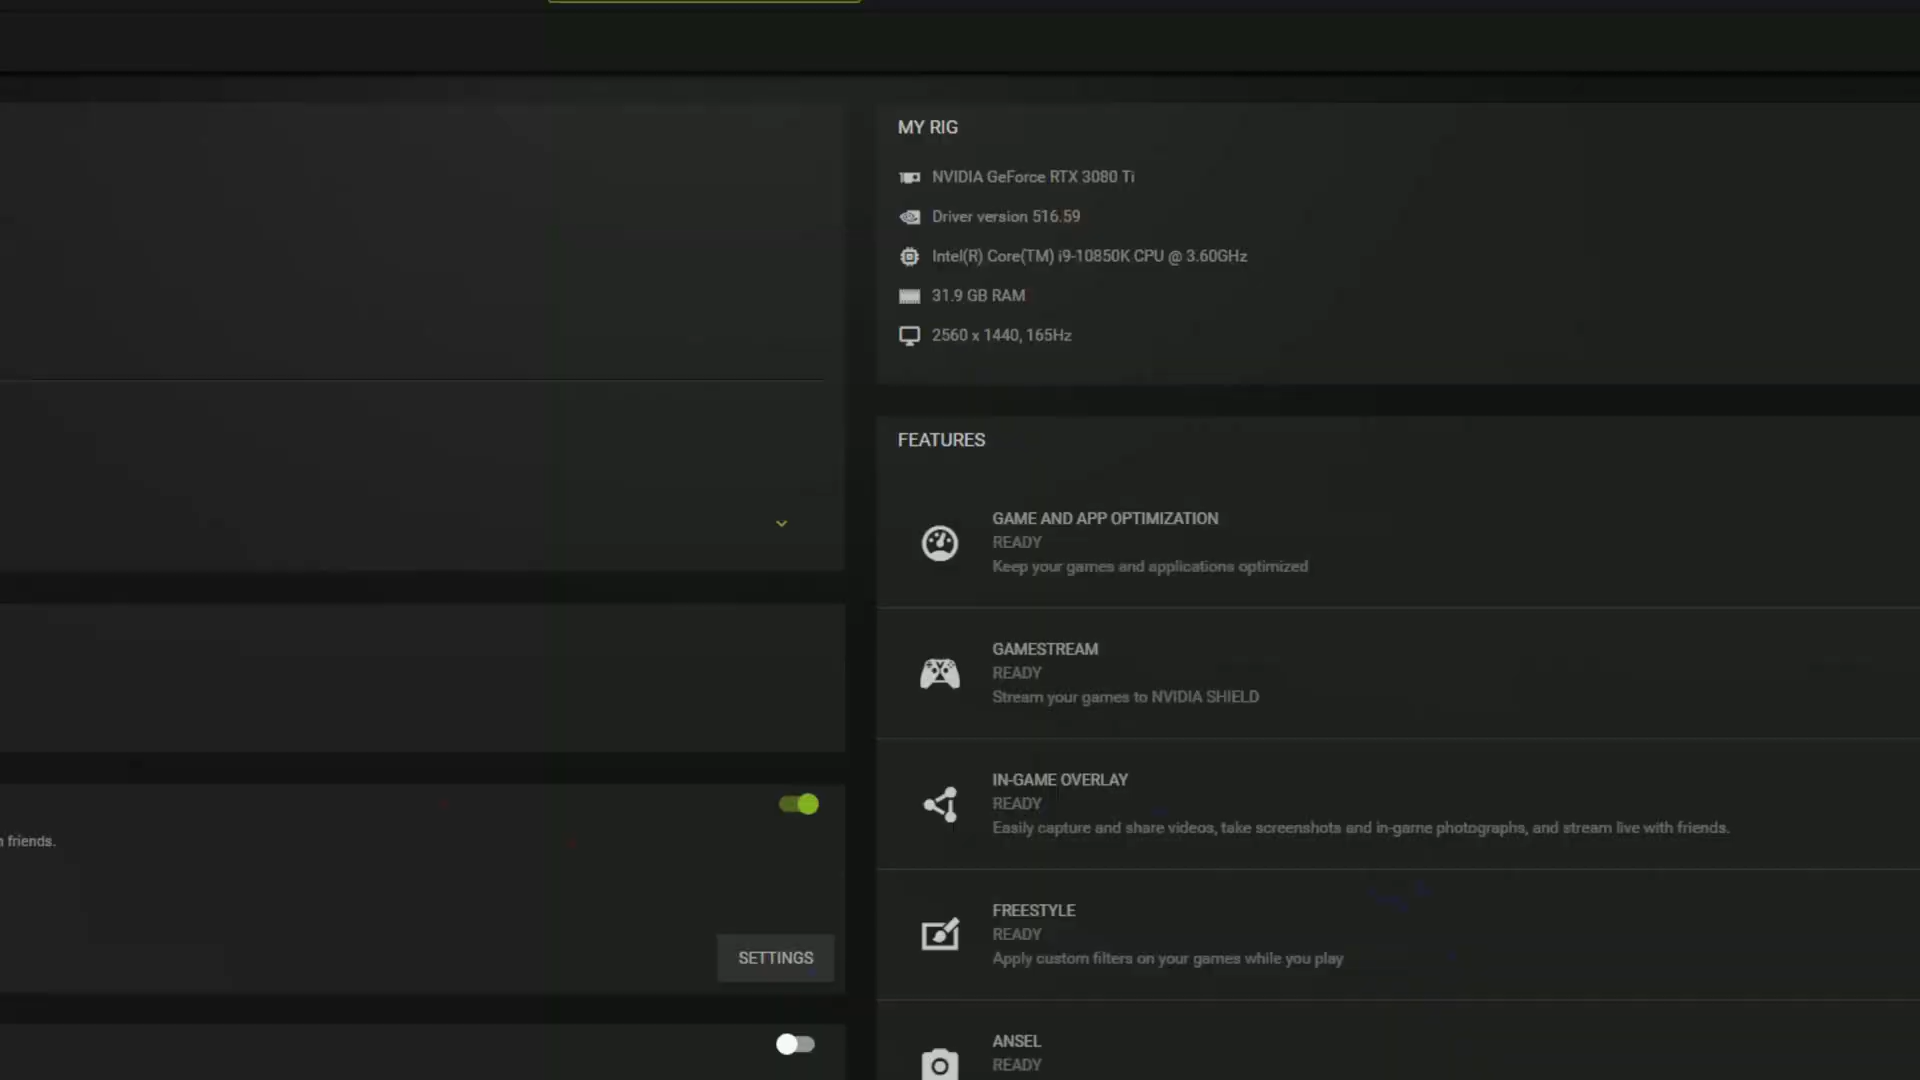 MY RIG
NVIDIA GeForce RTX 3080 Ti
Driver version 516.59
Intel(R) Core(TM) i9-10850K CPU @ 3.60GHz
31.9 GB RAM
2560 x 1440, 165Hz
FEATURES
GAME AND APP OPTIMIZATION
READY
Keep your games and applications optimized
GAMESTREAM
READY
Stream your games to NVIDIA SHIELD
IN-GAME OVERLAY
READY
Easily capture and share videos, take screenshots and in-game photographs, and stream live with friends.
friends.
FREESTYLE
READY
Apply custom filters on your games while you play
SETTINGS
ANSEL
READY